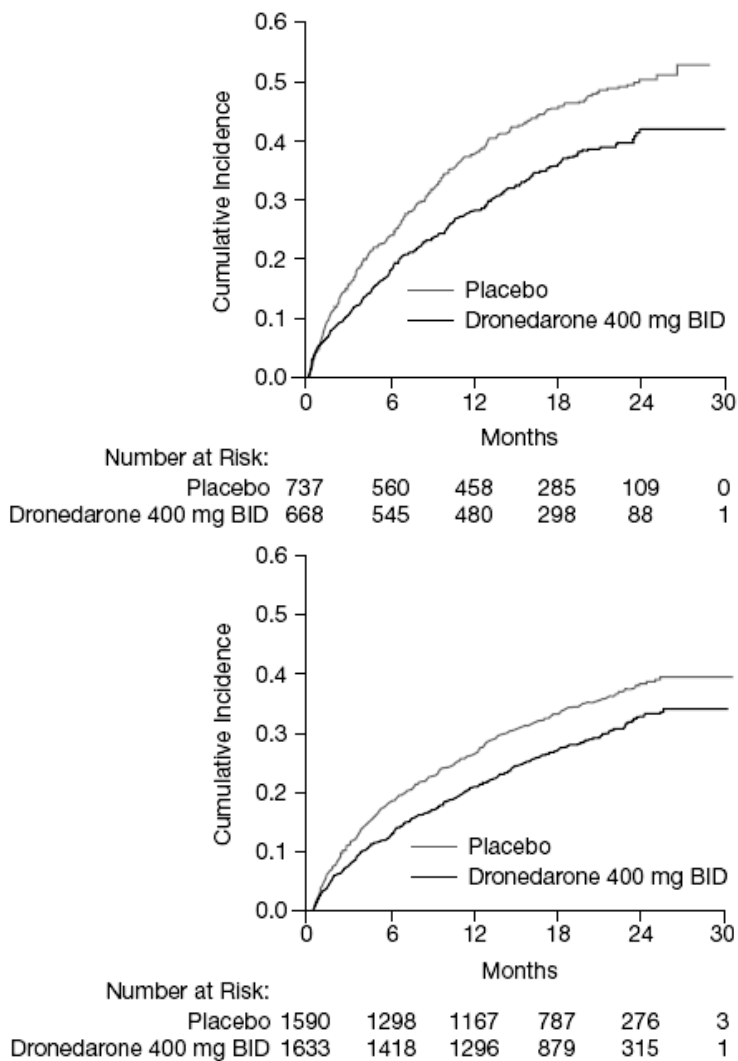 0.6
0.5
0.4
0.3
0.2
0.1
0.0
Cumulative Incidence
Placebo
Dronedarone 400 mg BID
0 6 12 18 24 30
Months
Number at Risk:
Placebo 737 560 458 285 109 0
Dronedarone 400 mg BID 668 545 480 298 88 1
0.6
0.5
0.4
0.3
0.2
0.1
0.0
Cumulative Incidence
Placebo
Dronedarone 400 mg BID
0 6 12 18 24 30
Months
Number at Risk:
Placebo 1590 1298 1167 787 276 3
Dronedarone 400 mg BID 1633 1418 1296 879 315 1